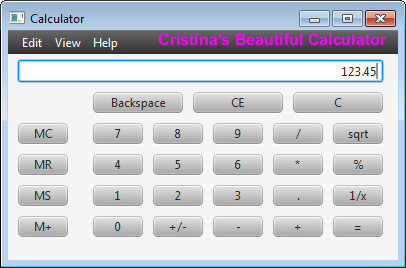 Calculator
Edit View Help Cristina's Beautiful Calculator
123.45
Backspace CE C
MC 7 8 9 / sqrt
MR 4 5 6 * %
MS 1 2 3 . 1/x
M+ 0 +/- - + =